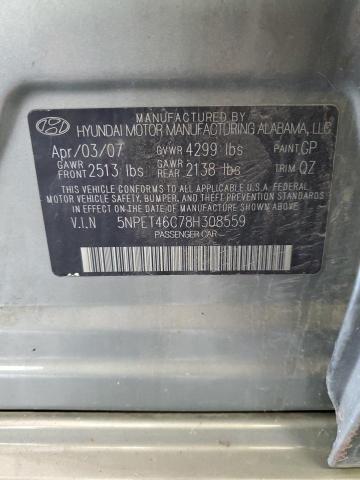 MANUFACTURED BY
HYUNDAI MOTOR MANUFACTURING ALABAMA, LLC
Apr/03/07 GVWR 4299 lbs PAINT GP
GAWR FRONT 2513 lbs GAWR REAR 2138 lbs TRIM QZ
THIS VEHICLE CONFORMS TO ALL APPLICABLE U.S.A. FEDERAL
MOTOR VEHICLE SAFETY, BUMPER, AND THEFT PREVENTION STANDARDS
IN EFFECT ON THE DATE OF MANUFACTURE SHOWN ABOVE.
V.I.N 5NPET46C78H308559
PASSENGER CAR